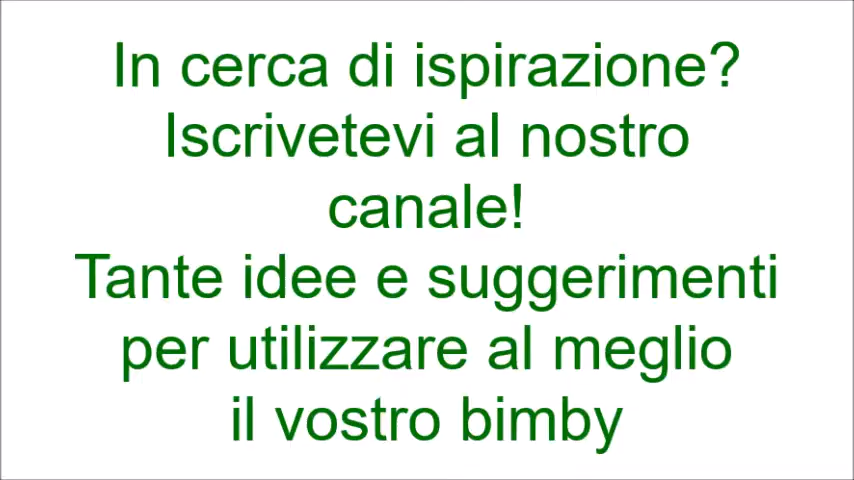 In cerca di ispirazione?
Iscrivetevi al nostro
canale!
Tante idee e suggerimenti
per utilizzare al meglio
il vostro bimby